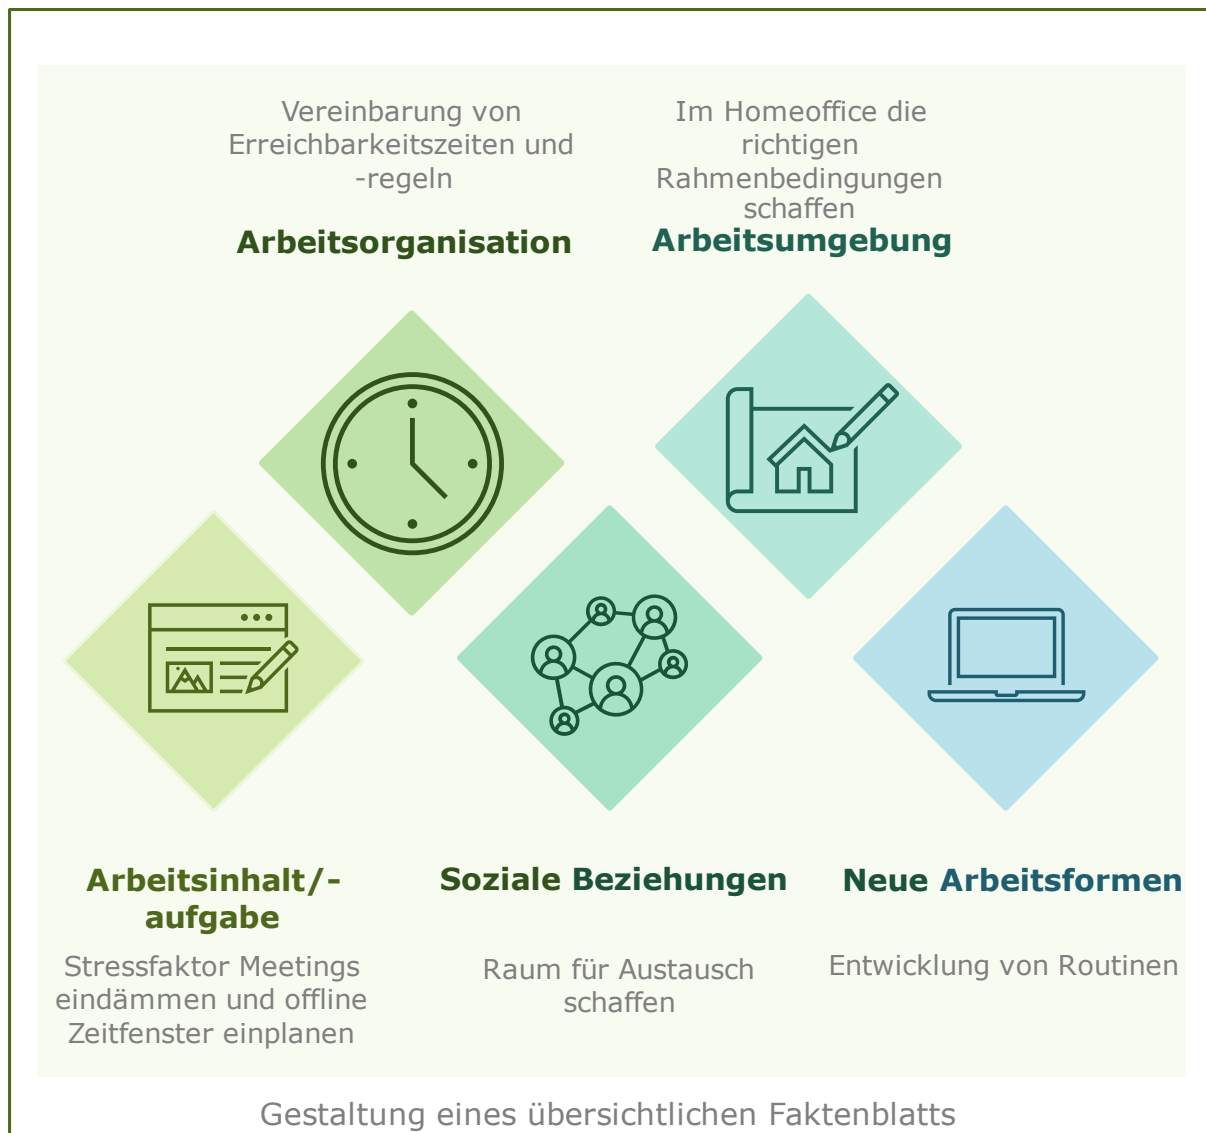 Vereinbarung von
Erreichbarkeitszeiten und
-regeln
Arbeitsorganisation
Im Homeoffice die
richtigen
Rahmenbedingungen
schaffen
Arbeitsumgebung
Arbeitsinhalt/-
aufgabe
Stressfaktor Meetings
eindämmen und offline
Zeitfenster einplanen
Soziale Beziehungen
Raum für Austausch
schaffen
Neue Arbeitsformen
Entwicklung von Routinen
Gestaltung eines übersichtlichen Faktenblatts